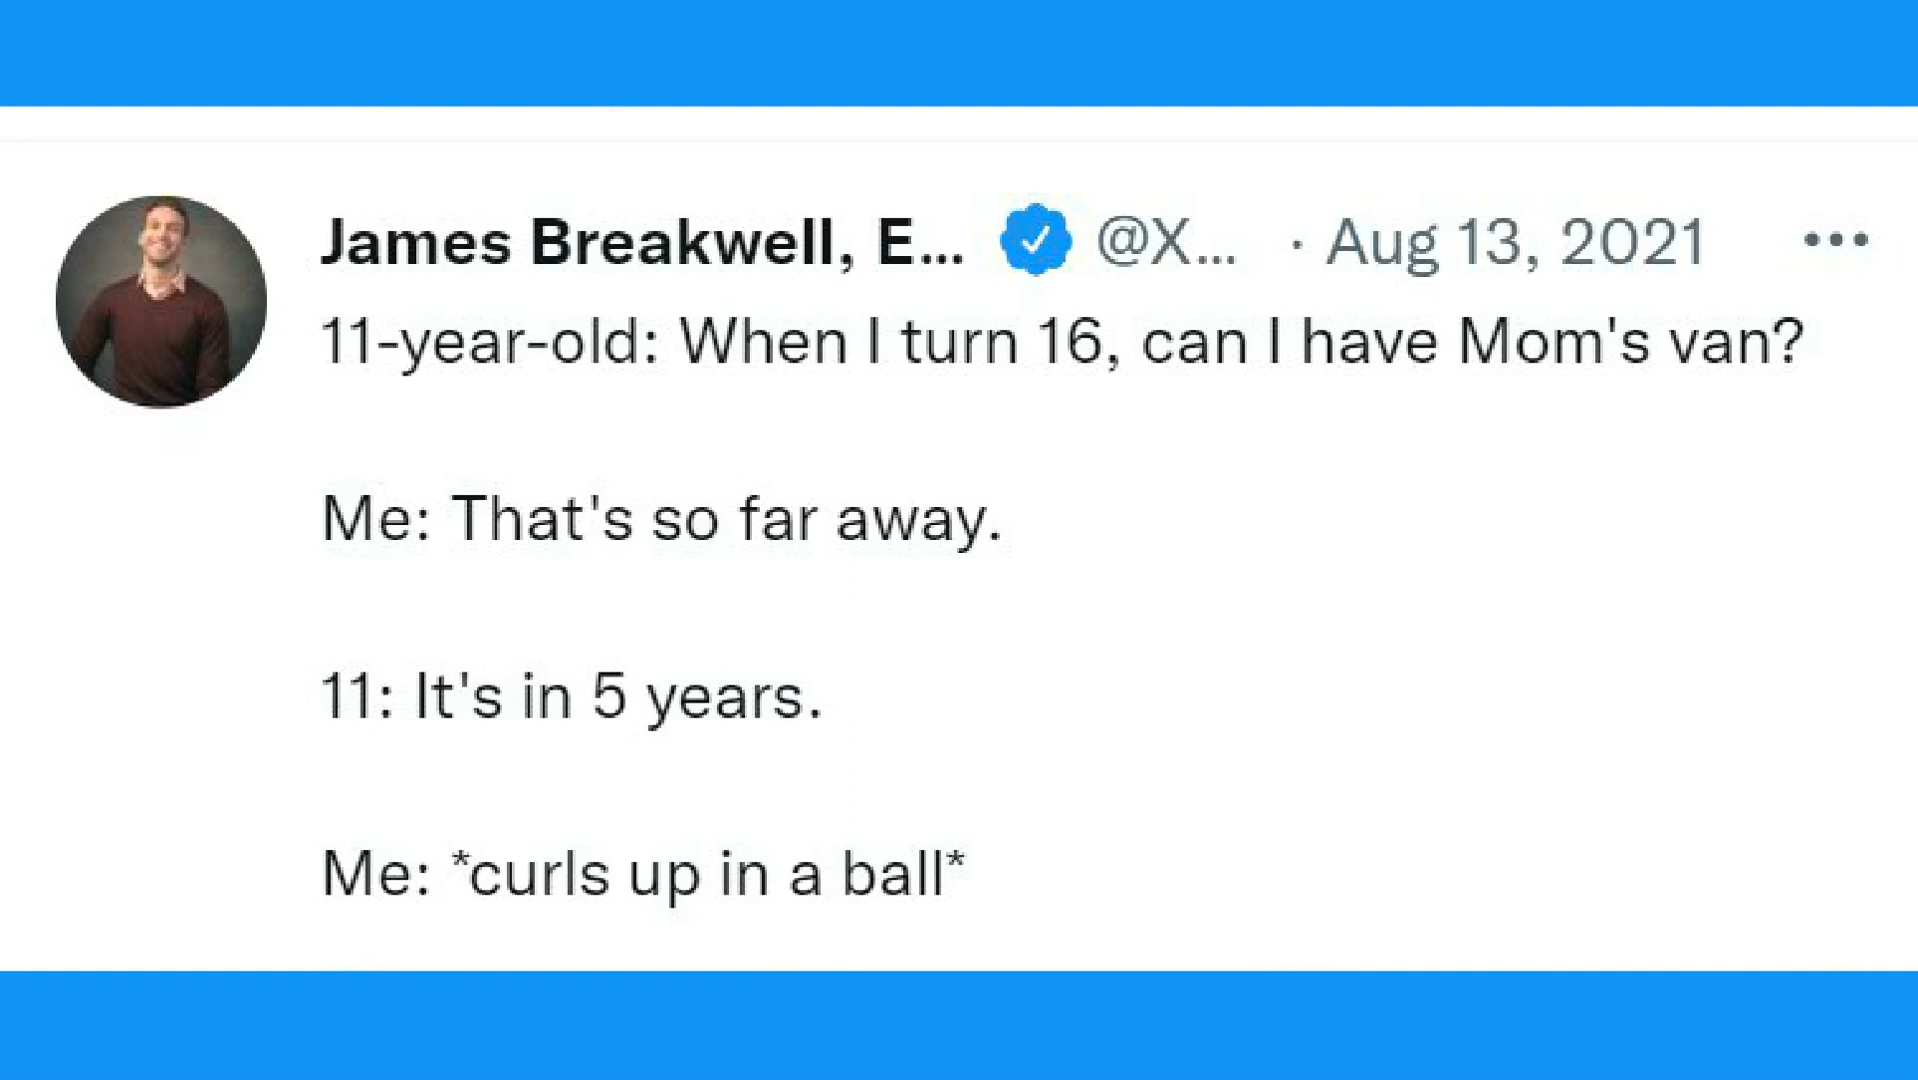 James Breakwell, E... @X... · Aug 13, 2021
11-year-old: When I turn 16, can I have Mom's van?
Me: That's so far away.
11: It's in 5 years.
Me: *curls up in a ball*